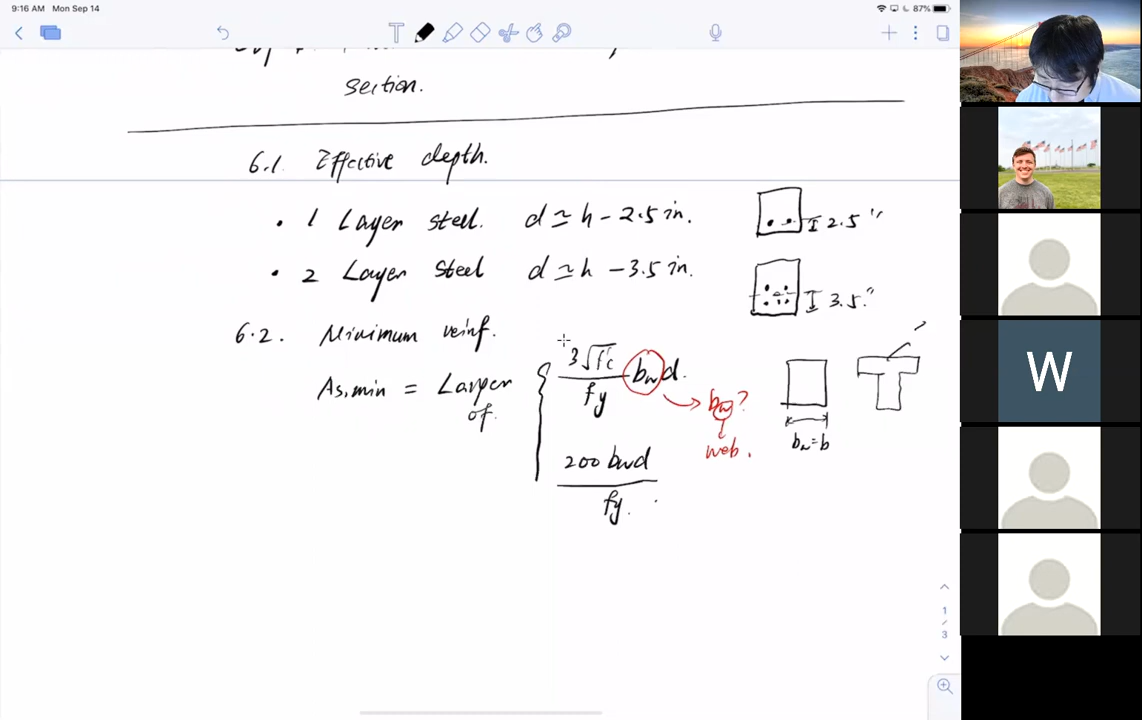 9:16 AM Mon Sep 14
87%
section.
6.1. Effective depth.
• 1 Layer steel. d ≃ h - 2.5 in.
I 2.5"
• 2 Layer Steel d ≃ h - 3.5 in.
I 3.5"
6.2. Minimum reinf.
As,min = Larger of
3√f'c / fy bwd.
bw?
web.
200 bwd / fy.
bw=b
W
1
/
3